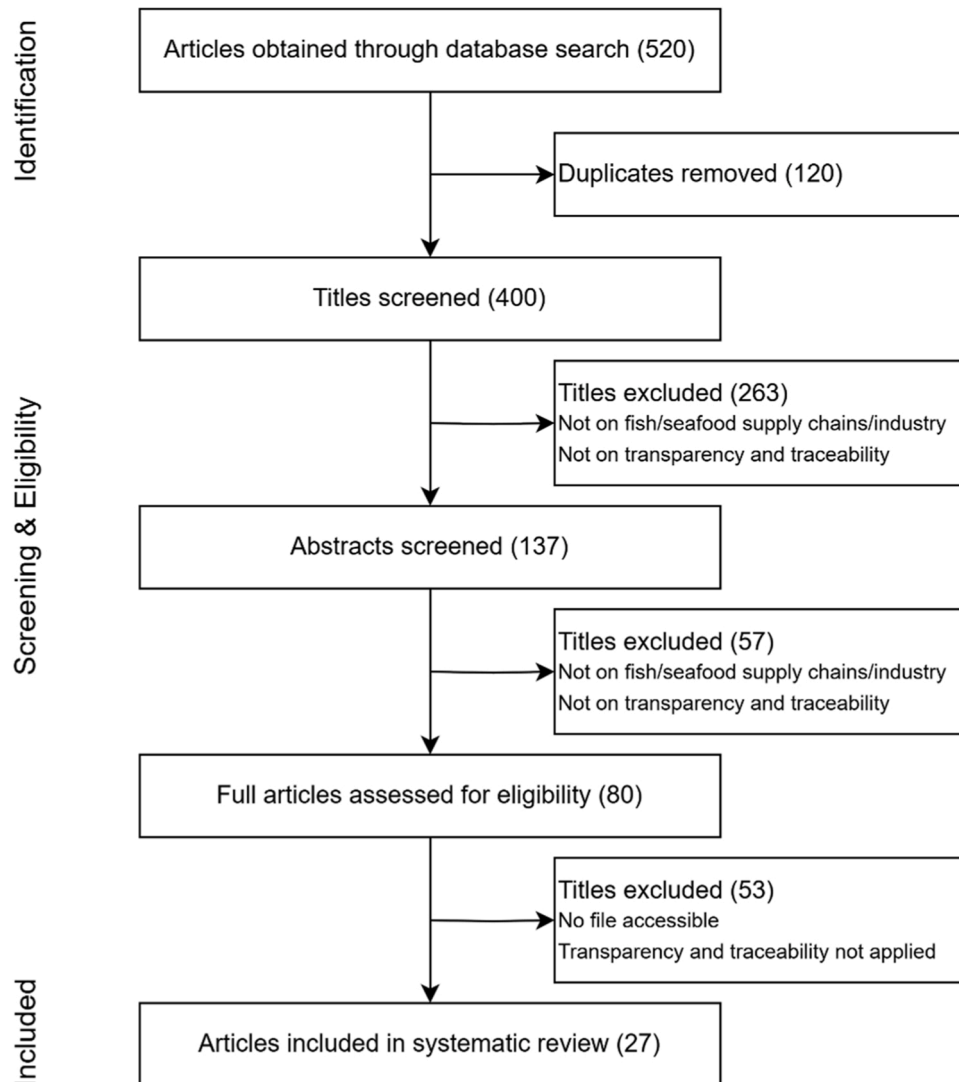 Identification
Articles obtained through database search (520)
Duplicates removed (120)
Screening & Eligibility
Titles screened (400)
Titles excluded (263)
Not on fish/seafood supply chains/industry
Not on transparency and traceability
Abstracts screened (137)
Titles excluded (57)
Not on fish/seafood supply chains/industry
Not on transparency and traceability
Full articles assessed for eligibility (80)
Titles excluded (53)
No file accessible
Transparency and traceability not applied
Included
Articles included in systematic review (27)